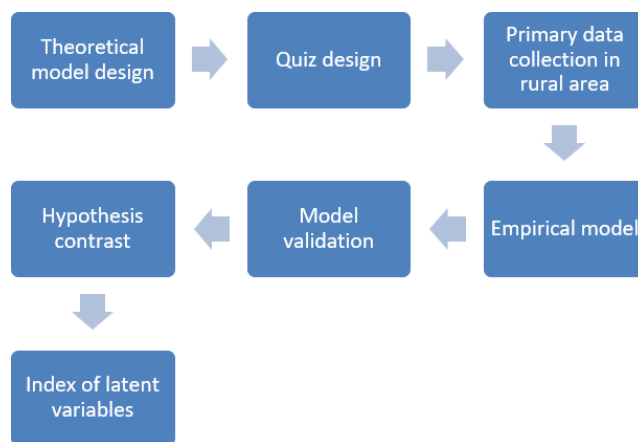 Theoretical
model design
Quiz design
Primary data
collection in
rural area
Empirical model
Model
validation
Hypothesis
contrast
Index of latent
variables